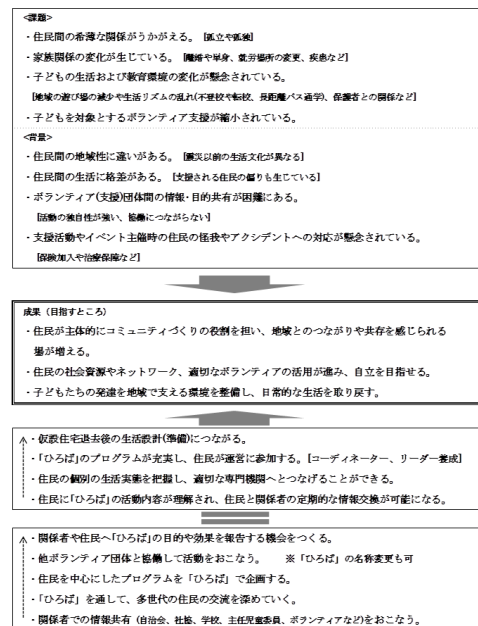 <課題>
・住民間の希薄な関係がうかがえる。［孤立や孤独］
・家族関係の変化が生じている。［離婚や単身、就労場所の変更、疾患など］
・子どもの生活および教育環境の変化が懸念されている。
［地域の遊び場の減少や生活リズムの乱れ(不登校や転校、長距離バス通学)、保護者との関係など］
・子どもを対象とするボランティア支援が縮小されている。
<背景>
・住民間の地域性に違いがある。［震災以前の生活文化が異なる］
・住民間の生活に格差がある。［支援される住民の偏りも生じている］
・ボランティア(支援)団体間の情報・目的共有が困難にある。
［活動の独自性が強い、協働につながらない］
・支援活動やイベント主催時の住民の怪我やアクシデントへの対応が懸念されている。
［保険加入や治療保障など］
成果（目指すところ）
・住民が主体的にコミュニティづくりの役割を担い、地域とのつながりや共存を感じられる
場が増える。
・住民の社会資源やネットワーク、適切なボランティアの活用が進み、自立を目指せる。
・子どもたちの発達を地域で支える環境を整備し、日常的な生活を取り戻す。
・仮設住宅退去後の生活設計(準備)につながる。
・「ひろば」のプログラムが充実し、住民が運営に参加する。［コーディネーター、リーダー養成］
・住民の個別の生活実態を把握し、適切な専門機関へとつなげることができる。
・住民に「ひろば」の活動内容が理解され、住民と関係者の定期的な情報交換が可能になる。
・関係者や住民へ「ひろば」の目的や効果を報告する機会をつくる。
・他ボランティア団体と協働して活動をおこなう。　※「ひろば」の名称変更も可
・住民を中心にしたプログラムを「ひろば」で企画する。
・「ひろば」を通して、多世代の住民の交流を深めていく。
・関係者での情報共有（自治会、社協、学校、主任児童委員、ボランティアなど)をおこなう。